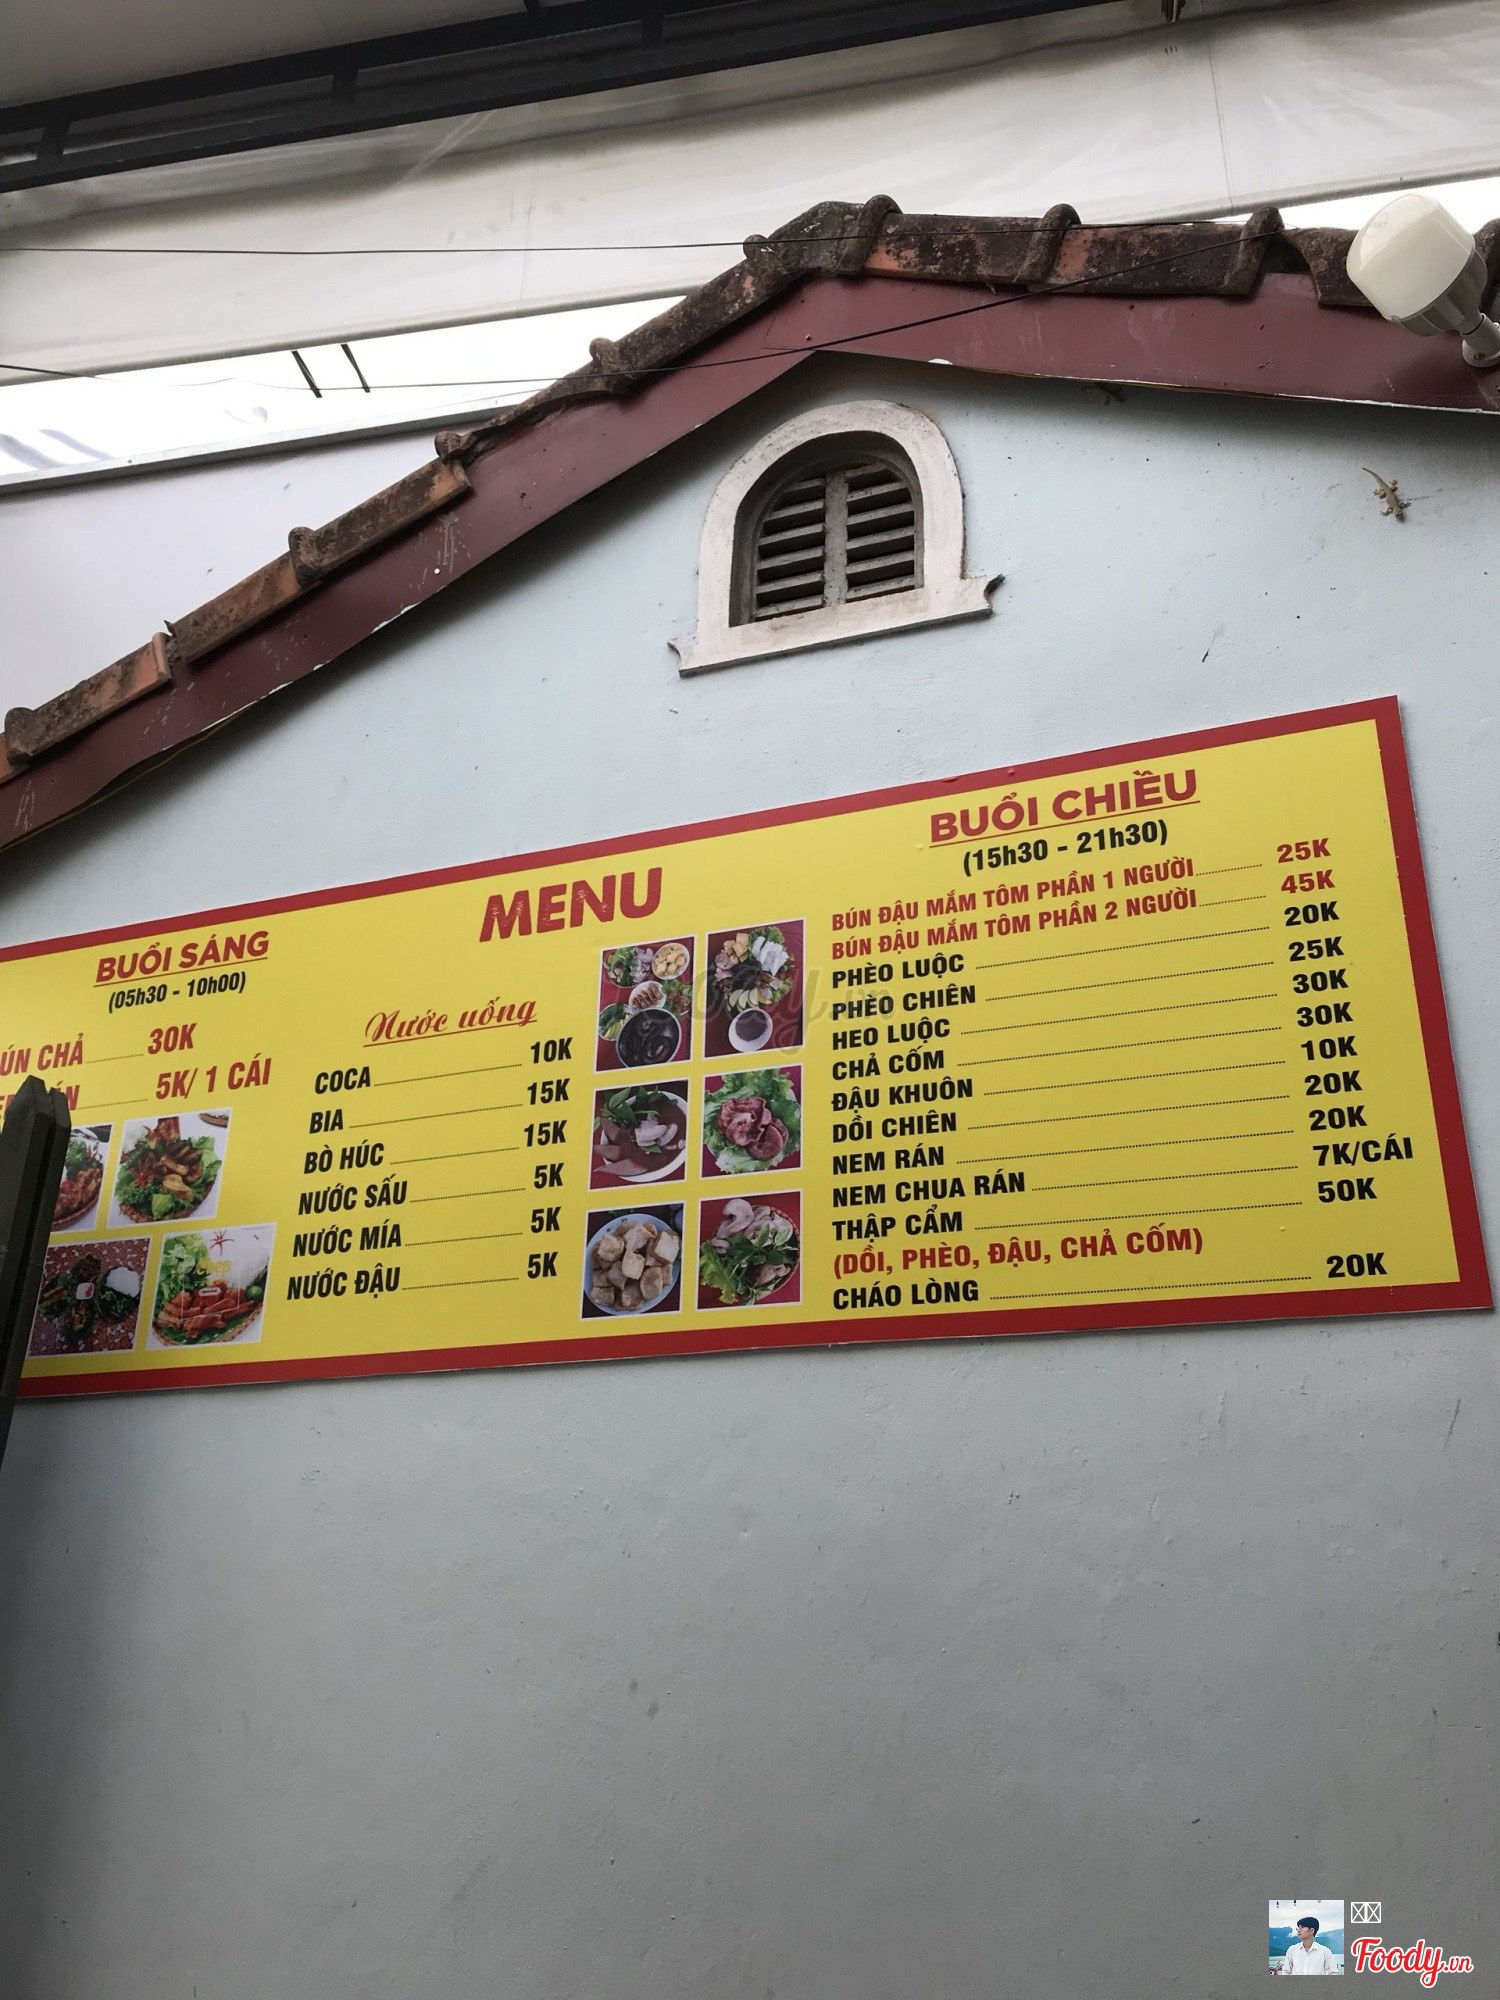 MENU
BUỔI SÁNG
(05h30 - 10h00)
ÚN CHẢ 30K
5K/ 1 CÁI
Nước uống
COCA 10K
BIA 15K
BÒ HÚC 15K
NƯỚC SẤU 5K
NƯỚC MÍA 5K
NƯỚC ĐẬU 5K
BUỔI CHIỀU
(15h30 - 21h30)
BÚN ĐẬU MẮM TÔM PHẦN 1 NGƯỜI 25K
BÚN ĐẬU MẮM TÔM PHẦN 2 NGƯỜI 45K
PHÈO LUỘC 20K
PHÈO CHIÊN 25K
HEO LUỘC 30K
CHẢ CỐM 30K
ĐẬU KHUÔN 10K
DỒI CHIÊN 20K
NEM RÁN 20K
NEM CHUA RÁN 7K/CÁI
THẬP CẨM 50K
(DỒI, PHÈO, ĐẬU, CHẢ CỐM)
CHÁO LÒNG 20K
Foody.vn